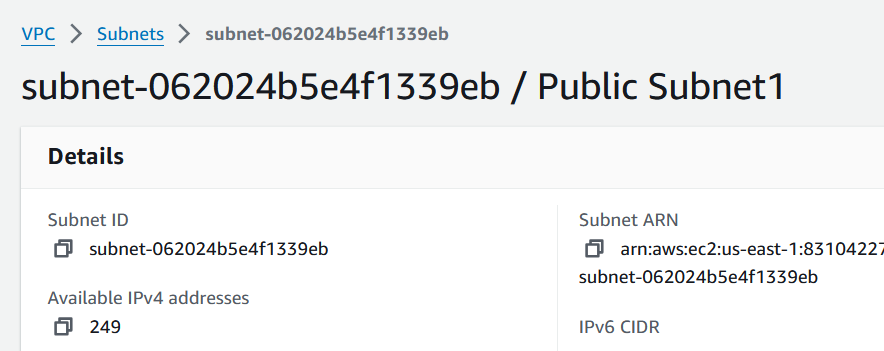 VPC > Subnets > subnet-062024b5e4f1339eb
subnet-062024b5e4f1339eb / Public Subnet1
Details
Subnet ID
subnet-062024b5e4f1339eb
Available IPv4 addresses
249
Subnet ARN
arn:aws:ec2:us-east-1:83104227
subnet-062024b5e4f1339eb
IPv6 CIDR